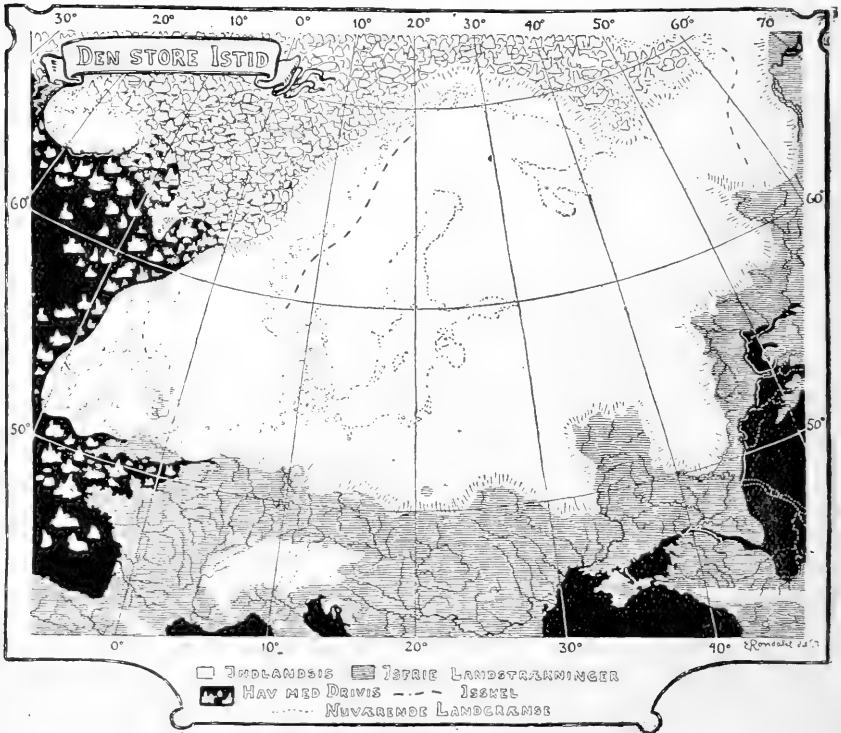 30° 20° 10° 0° 10° 20° 30° 40° 50° 60° 70
DEN STORE ISTID
60° 60°
50° 50°
0° 10° 20° 30° 40°
INDLANDSIS ISFRIE LANDSTRÆKNINGER
HAV MED DRIVIS ISSKEL
NUVÆRENDE LANDGRÆNSE